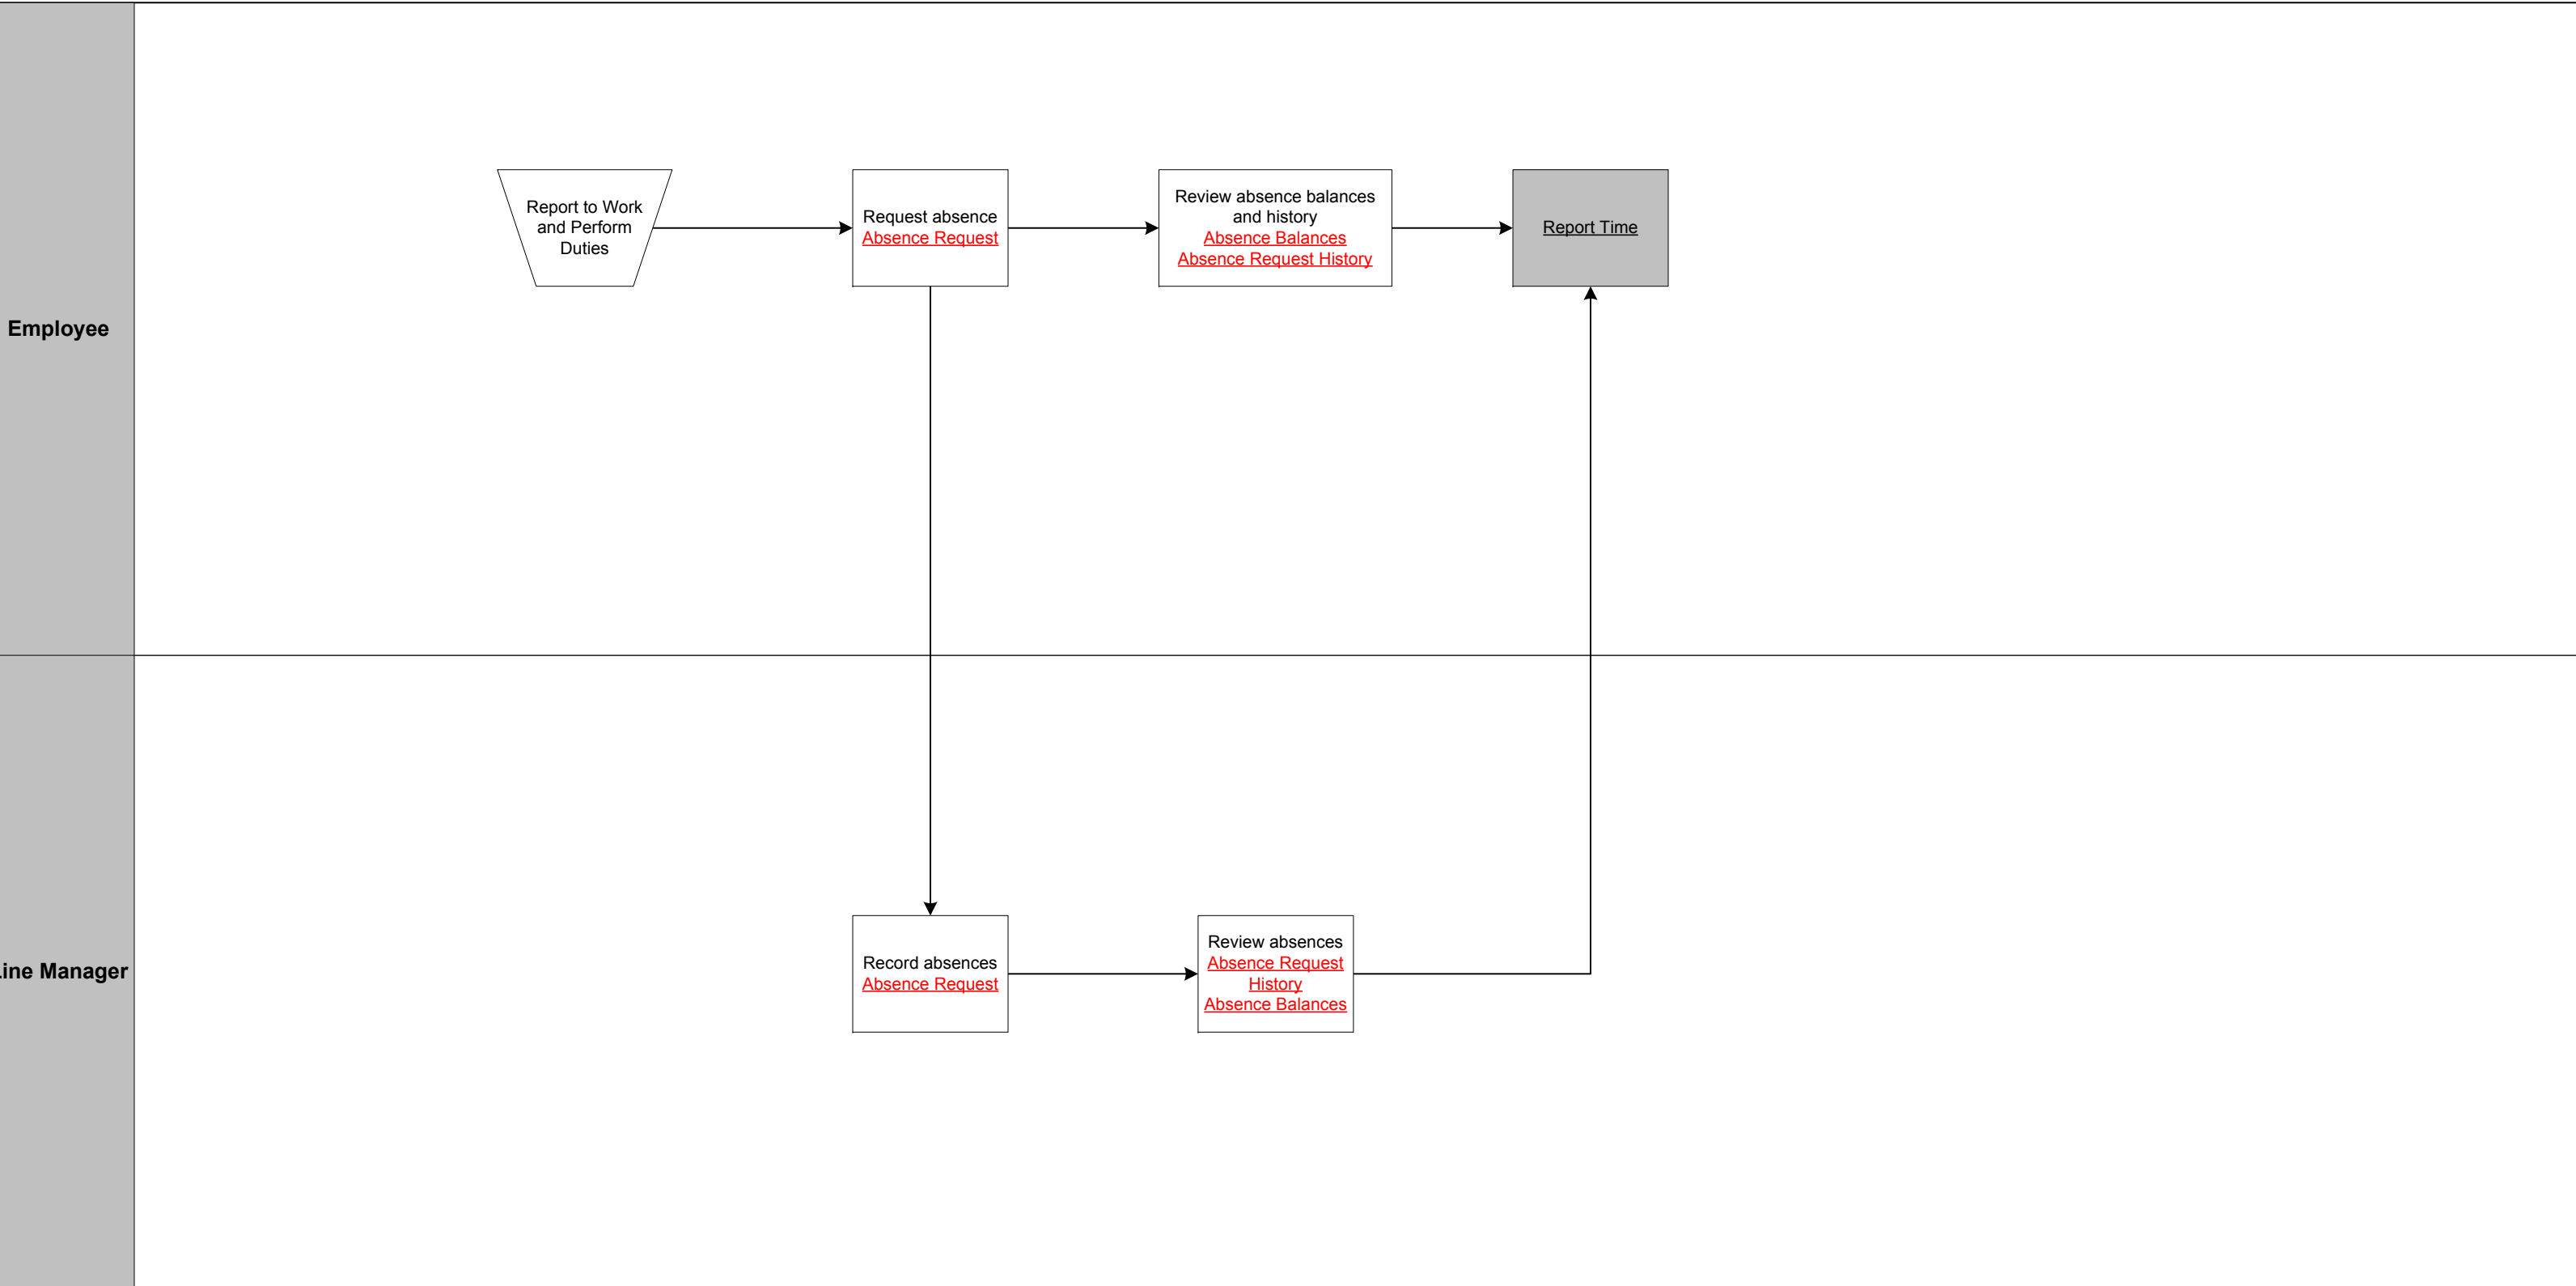 Employee
Report to Work
and Perform
Duties
Request absence
Absence Request
Review absence balances
and history
Absence Balances
Absence Request History
Report Time
ine Manager
Record absences
Absence Request
Review absences
Absence Request
History
Absence Balances